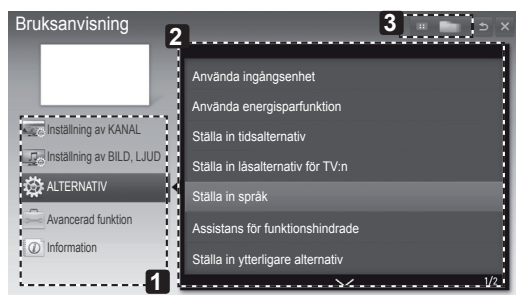 Bruksanvisning
3
2
Använda ingångsenhet
Använda energisparfunktion
Ställa in tidsalternativ
Ställa in låsalternativ för TV:n
Ställa in språk
Assistans för funktionshindrade
Ställa in ytterligare alternativ
1/2
Inställning av KANAL
Inställning av BILD, LJUD
ALTERNATIV
Avancerad funktion
Information
1